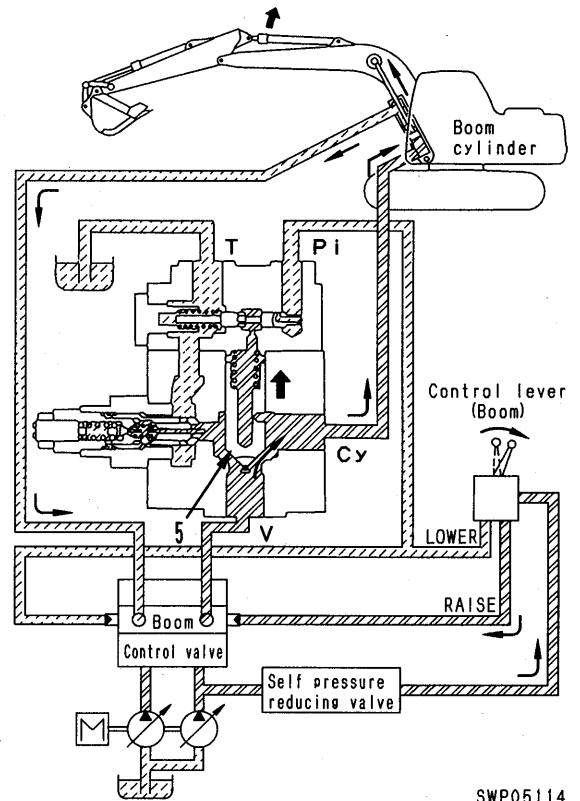 Boom
cylinder
T
Pi
Control lever
(Boom)
Cy
5
V
LOWER
RAISE
Boom
Control valve
Self pressure
reducing valve
M
SWP05114